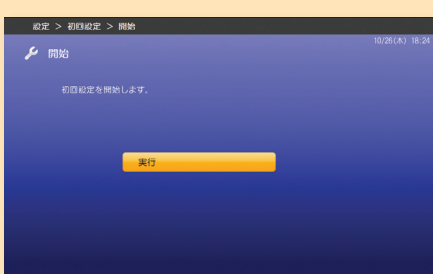 設定 > 初回設定 > 開始
10/26(木) 18:24
開始
初回設定を開始します。
実行